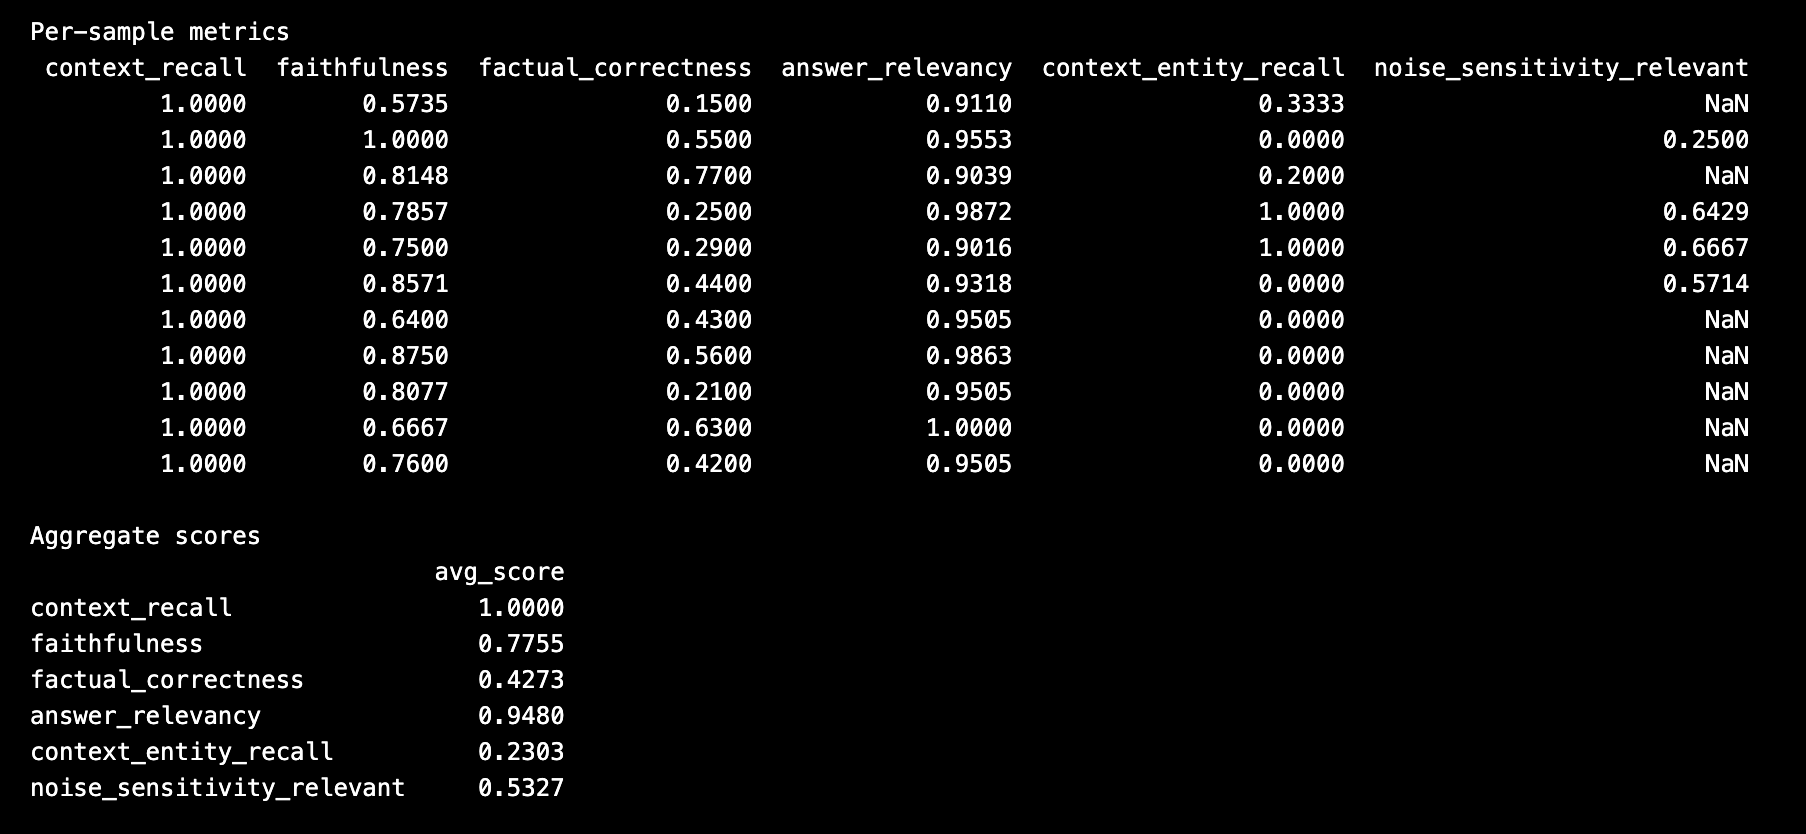 Per-sample metrics
context_recall faithfulness factual_correctness answer_relevancy context_entity_recall noise_sensitivity_relevant
1.0000 0.5735 0.1500 0.9110 0.3333 NaN
1.0000 1.0000 0.5500 0.9553 0.0000 0.2500
1.0000 0.8148 0.7700 0.9039 0.2000 NaN
1.0000 0.7857 0.2500 0.9872 1.0000 0.6429
1.0000 0.7500 0.2900 0.9016 1.0000 0.6667
1.0000 0.8571 0.4400 0.9318 0.0000 0.5714
1.0000 0.6400 0.4300 0.9505 0.0000 NaN
1.0000 0.8750 0.5600 0.9863 0.0000 NaN
1.0000 0.8077 0.2100 0.9505 0.0000 NaN
1.0000 0.6667 0.6300 1.0000 0.0000 NaN
1.0000 0.7600 0.4200 0.9505 0.0000 NaN
Aggregate scores
avg_score
context_recall 1.0000
faithfulness 0.7755
factual_correctness 0.4273
answer_relevancy 0.9480
context_entity_recall 0.2303
noise_sensitivity_relevant 0.5327